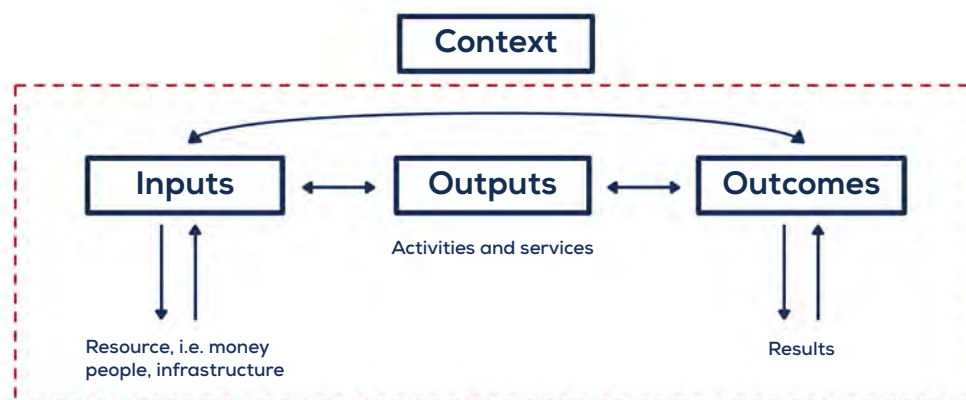 Context
Inputs
Outputs
Outcomes
Activities and services
Resource, i.e. money
people, infrastructure
Results